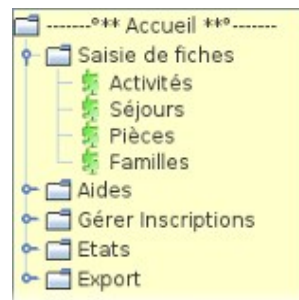 -------°** Accueil **°-------
Saisie de fiches
Activités
Séjours
Pièces
Familles
Aides
Gérer Inscriptions
Etats
Export